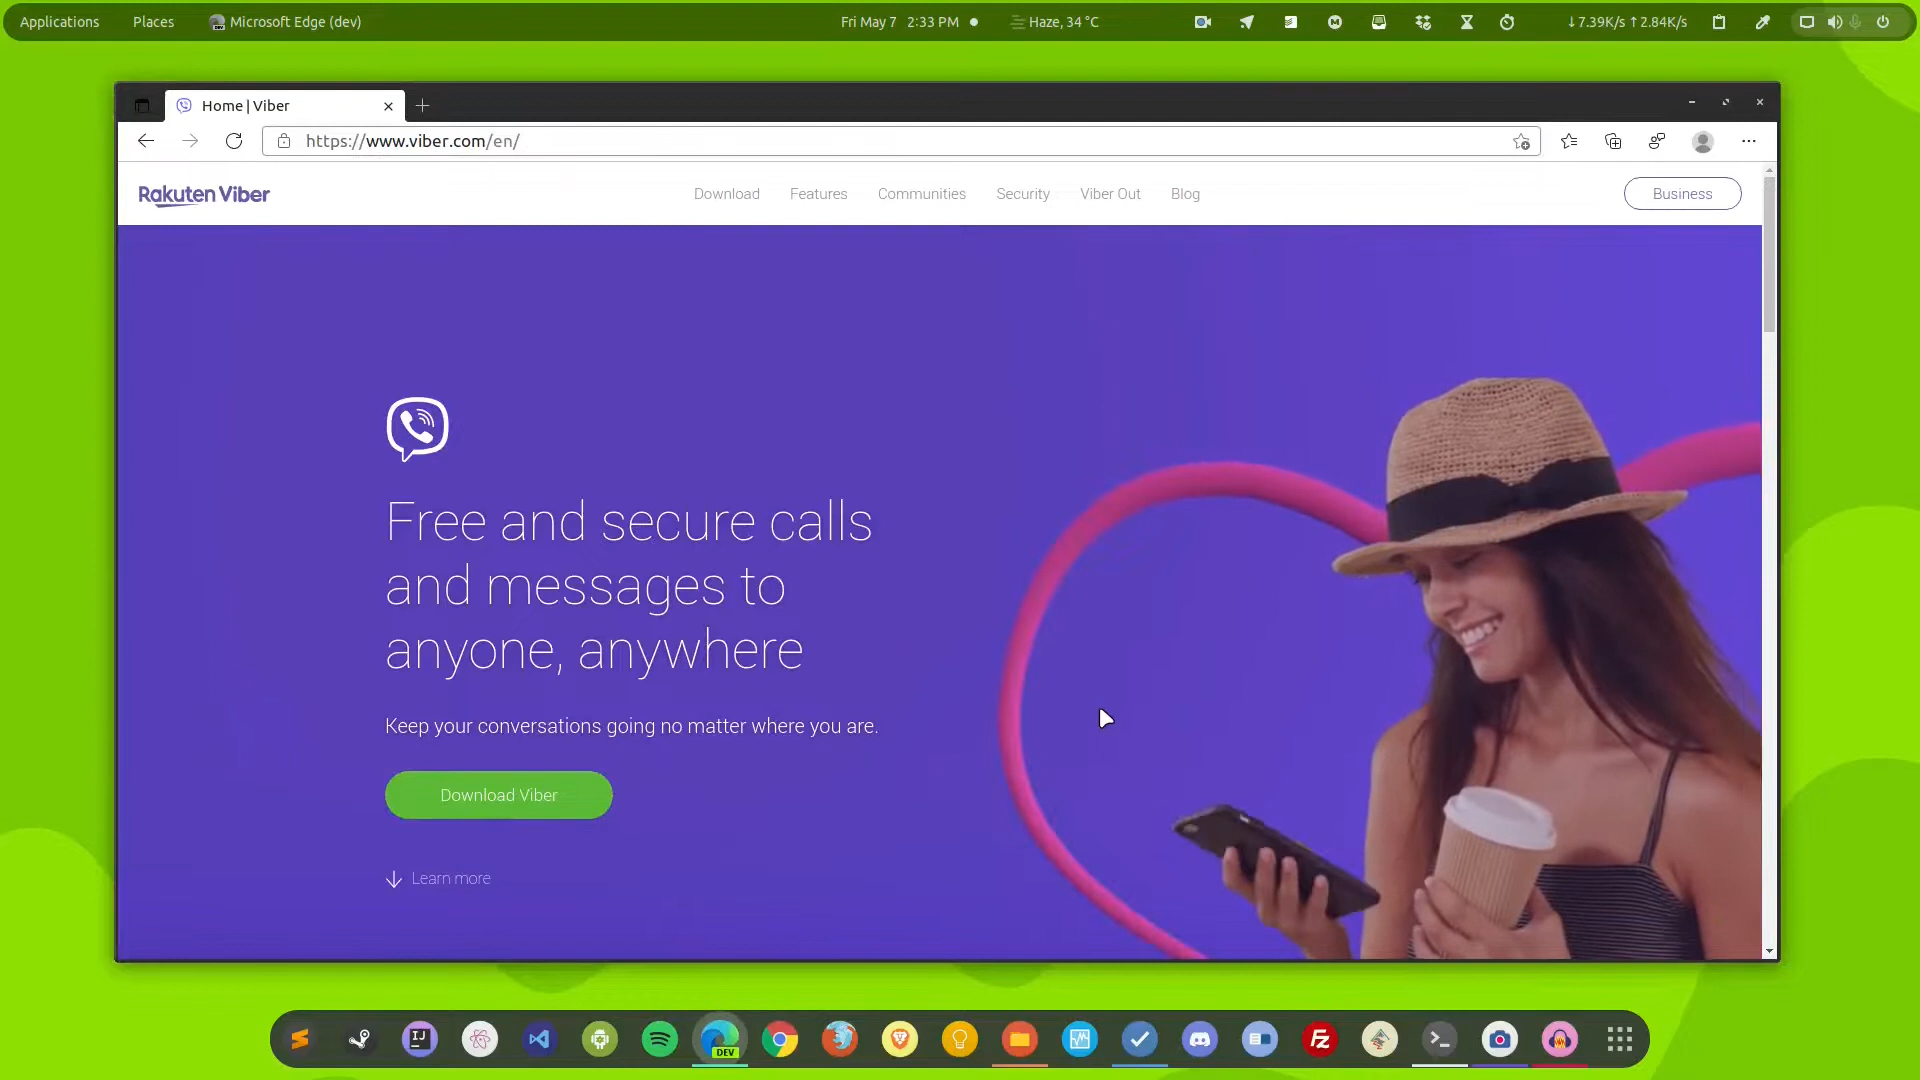 Applications Places Microsoft Edge (dev) Fri May 7 2:33 PM Haze, 34 °C ↓7.39K/s ↑2.84K/s
Home | Viber
https://www.viber.com/en/
Rakuten Viber Download Features Communities Security Viber Out Blog Business
Free and secure calls
and messages to
anyone, anywhere
Keep your conversations going no matter where you are.
Download Viber
Learn more
IJ DEV FZ